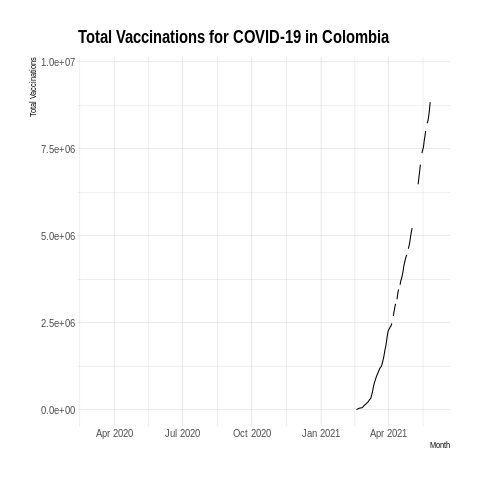 Total Vaccinations for COVID-19 in Colombia
Total Vaccinations
1.0e+07
7.5e+06
5.0e+06
2.5e+06
0.0e+00
Apr 2020 Jul 2020 Oct 2020 Jan 2021 Apr 2021
Month